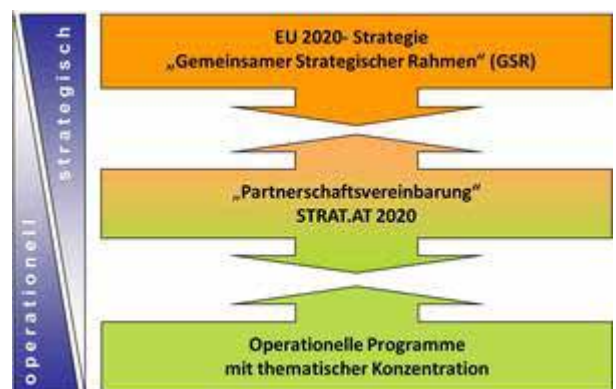 strategisch
operationell
EU 2020- Strategie
„Gemeinsamer Strategischer Rahmen“ (GSR)
„Partnerschaftsvereinbarung“
STRAT.AT 2020
Operationelle Programme
mit thematischer Konzentration